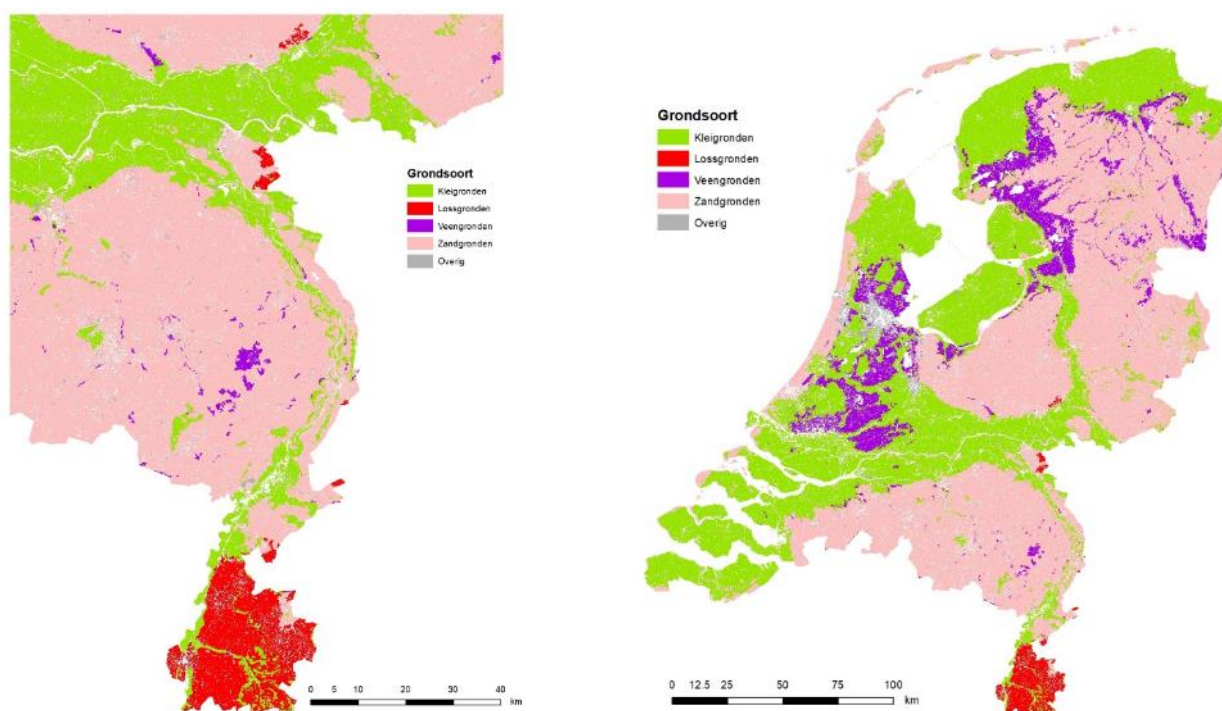 Grondsoort
Kleigronden
Lossgronden
Veengronden
Zandgronden
Overig
0 5 10 20 30 40
km
Grondsoort
Kleigronden
Lossgronden
Veengronden
Zandgronden
Overig
0 12.5 25 50 75 100
km